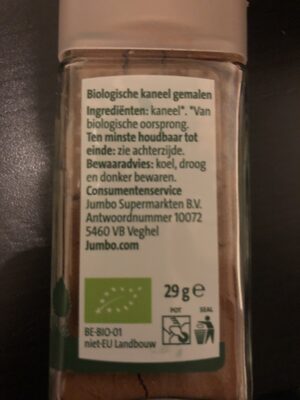 Biologische kaneel gemalen
Ingrediënten: kaneel*. *Van
biologische oorsprong.
Ten minste houdbaar tot
einde: zie achterzijde.
Bewaaradvies: koel, droog
en donker bewaren.
Consumentenservice
Jumbo Supermarkten B.V.
Antwoordnummer 10072
5460 VB Veghel
Jumbo.com
29 g e
POT SEAL
BE-BIO-01
niet-EU Landbouw